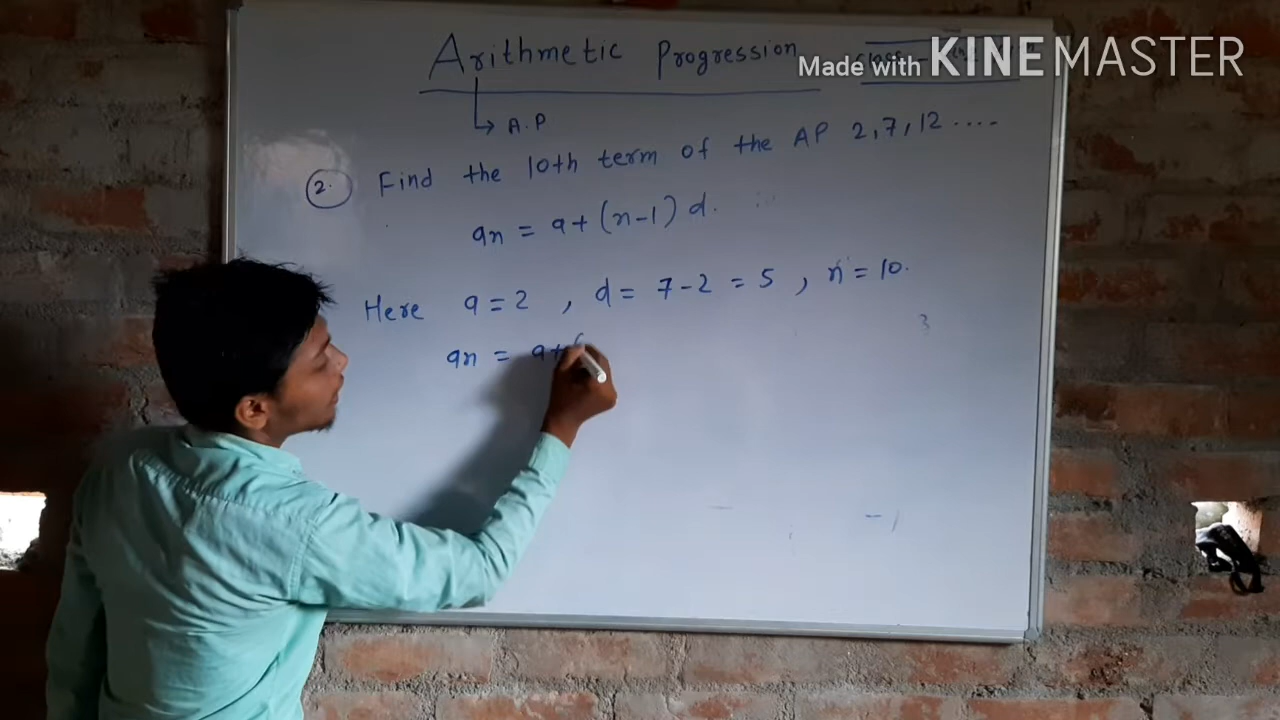 Arithmetic Progression
Made with KINEMASTER
A.P
2. Find the 10th term of the AP 2, 7, 12 ....
an = a + (n-1) d.
Here a = 2 , d = 7 - 2 = 5 , n = 10.
an = a + (